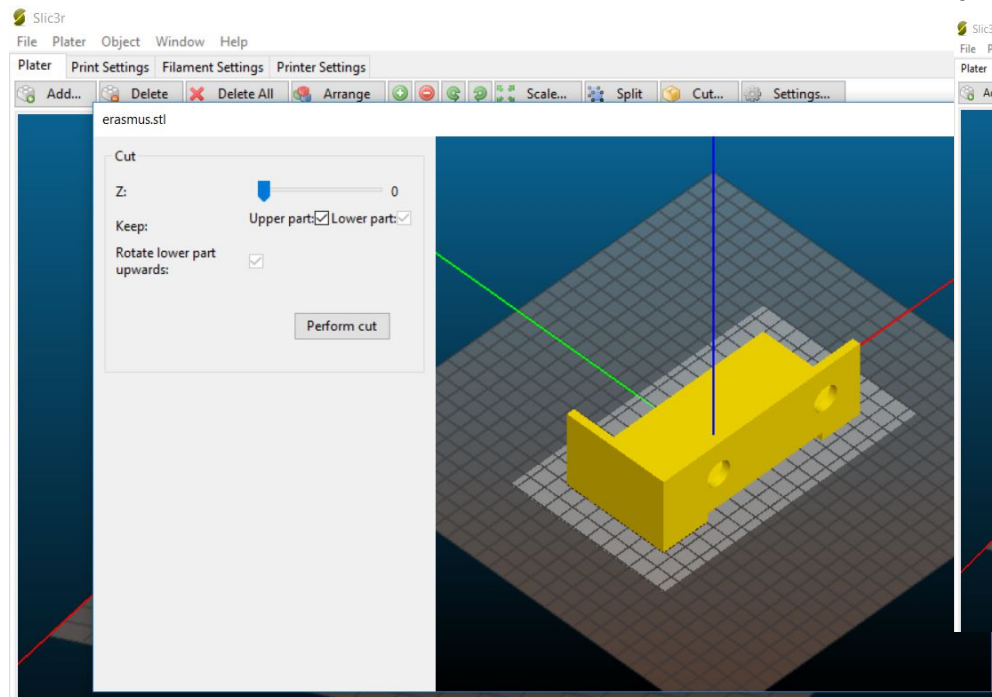 Slic3r
File Plater Object Window Help
Plater Print Settings Filament Settings Printer Settings
Add... Delete Delete All Arrange Scale... Split Cut... Settings...
erasmus.stl
Cut
Z: 0
Keep: Upper part: Lower part:
Rotate lower part
upwards:
Perform cut
File
Plater